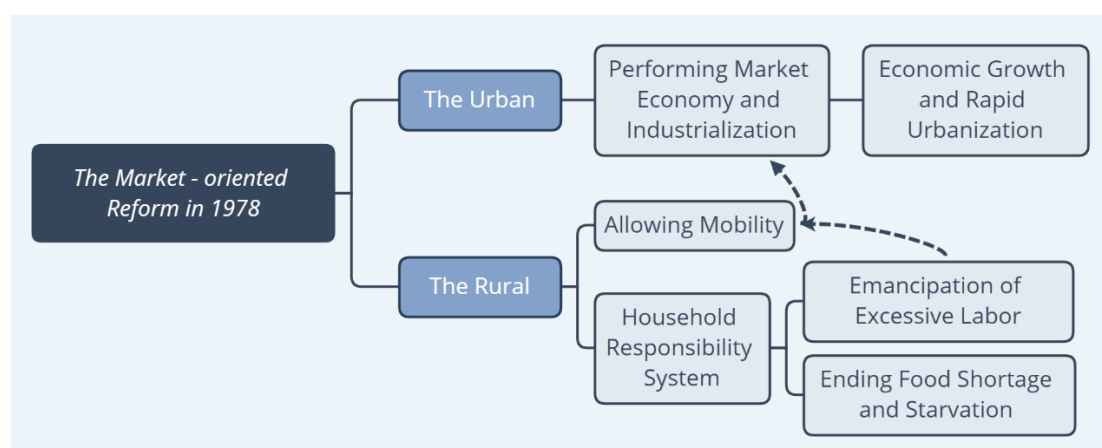 The Market - oriented
Reform in 1978
The Urban
Performing Market
Economy and
Industrialization
Economic Growth
and Rapid
Urbanization
The Rural
Allowing Mobility
Household
Responsibility
System
Emancipation of
Excessive Labor
Ending Food Shortage
and Starvation